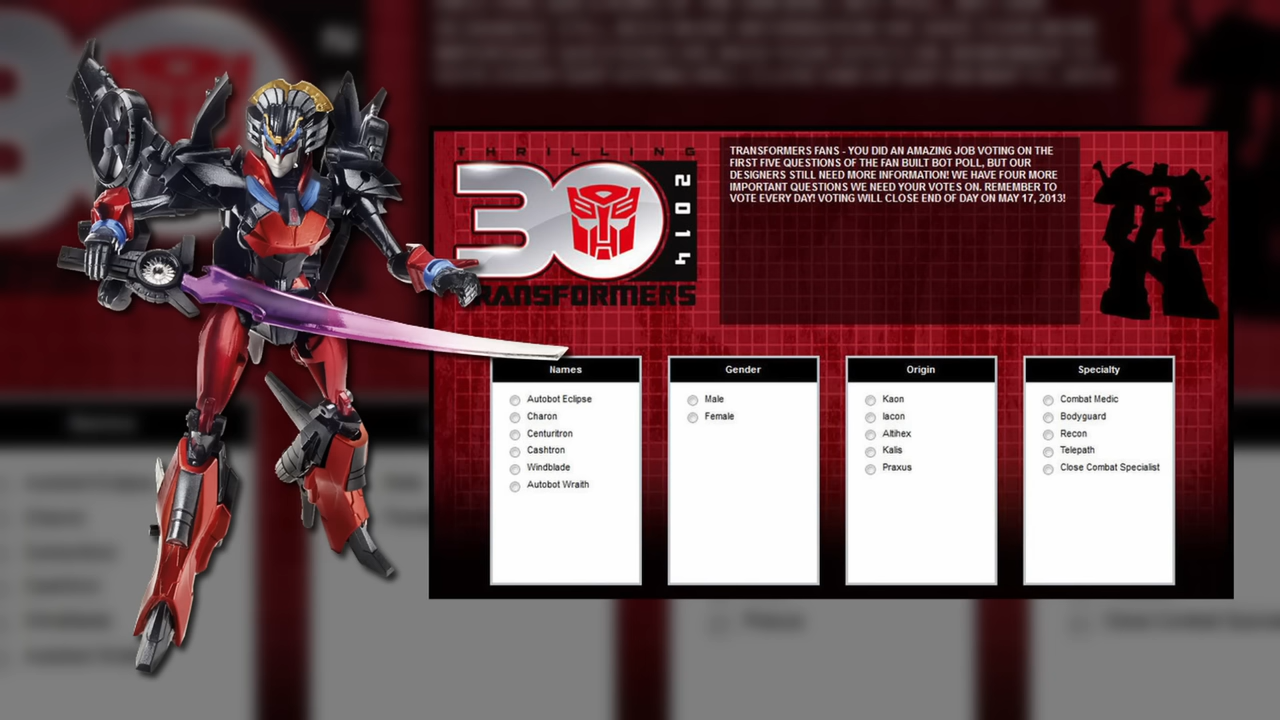 THRILLING
30
2014
TRANSFORMERS
TRANSFORMERS FANS - YOU DID AN AMAZING JOB VOTING ON THE
FIRST FIVE QUESTIONS OF THE FAN BUILT BOT POLL, BUT OUR
DESIGNERS STILL NEED MORE INFORMATION! WE HAVE FOUR MORE
IMPORTANT QUESTIONS WE NEED YOUR VOTES ON. REMEMBER TO
VOTE EVERY DAY! VOTING WILL CLOSE END OF DAY ON MAY 17, 2013!
?
Names
Autobot Eclipse
Charon
Centuritron
Cashtron
Windblade
Autobot Wraith
Gender
Male
Female
Origin
Kaon
Iacon
Altihex
Kalis
Praxus
Specialty
Combat Medic
Bodyguard
Recon
Telepath
Close Combat Specialist